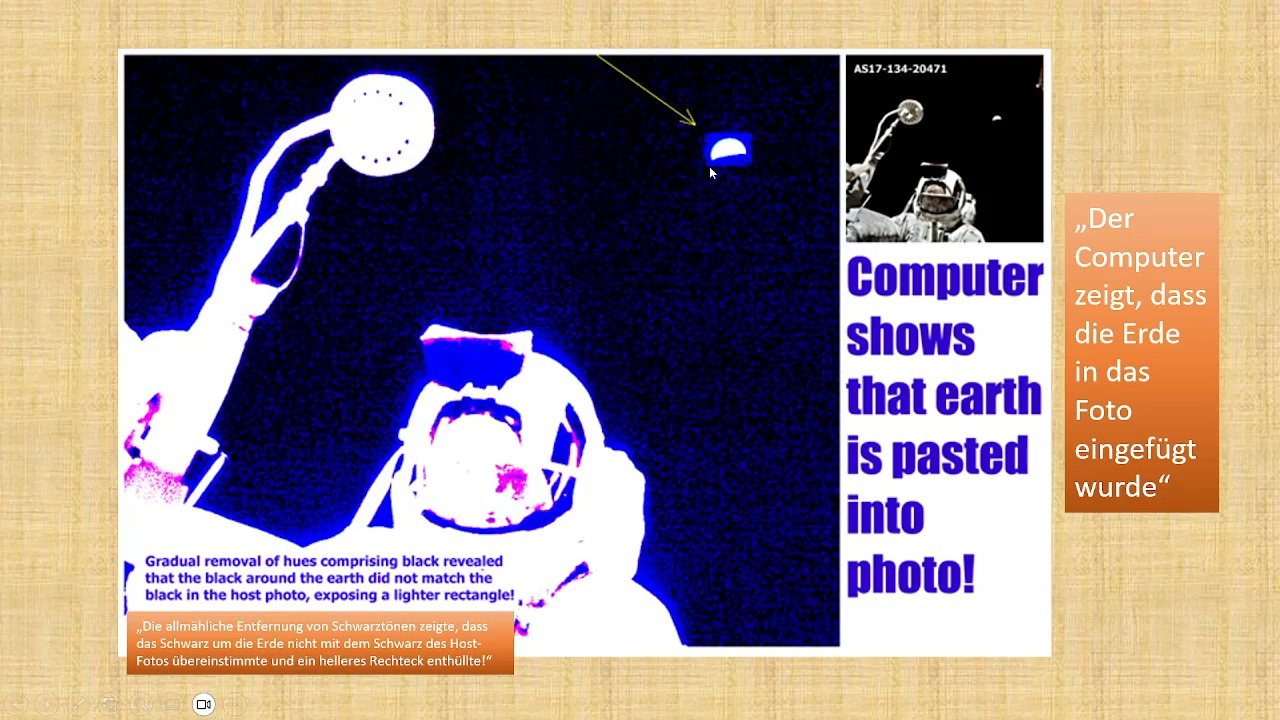 AS17-134-20471
Computer
shows
that earth
is pasted
into
photo!
„Der
Computer
zeigt, dass
die Erde
in das
Foto
eingefügt
wurde“
Gradual removal of hues comprising black revealed
that the black around the earth did not match the
black in the host photo, exposing a lighter rectangle!
„Die allmähliche Entfernung von Schwarztönen zeigte, dass
das Schwarz um die Erde nicht mit dem Schwarz des Host-
Fotos übereinstimmte und ein helleres Rechteck enthüllte!“